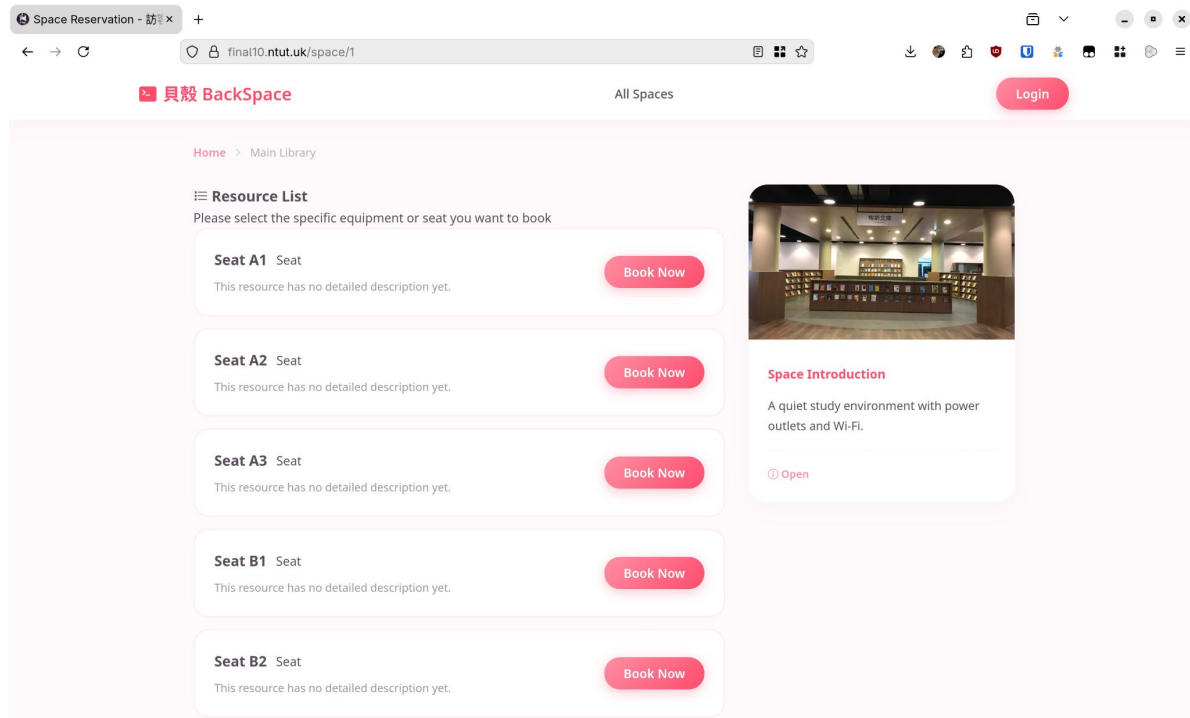 Space Reservation - 訪
final10.ntut.uk/space/1
貝殼 BackSpace
All Spaces
Login
Home > Main Library
Resource List
Please select the specific equipment or seat you want to book
Seat A1 Seat
This resource has no detailed description yet.
Book Now
Seat A2 Seat
This resource has no detailed description yet.
Book Now
Seat A3 Seat
This resource has no detailed description yet.
Book Now
Seat B1 Seat
This resource has no detailed description yet.
Book Now
Seat B2 Seat
This resource has no detailed description yet.
Book Now
Space Introduction
A quiet study environment with power
outlets and Wi-Fi.
Open